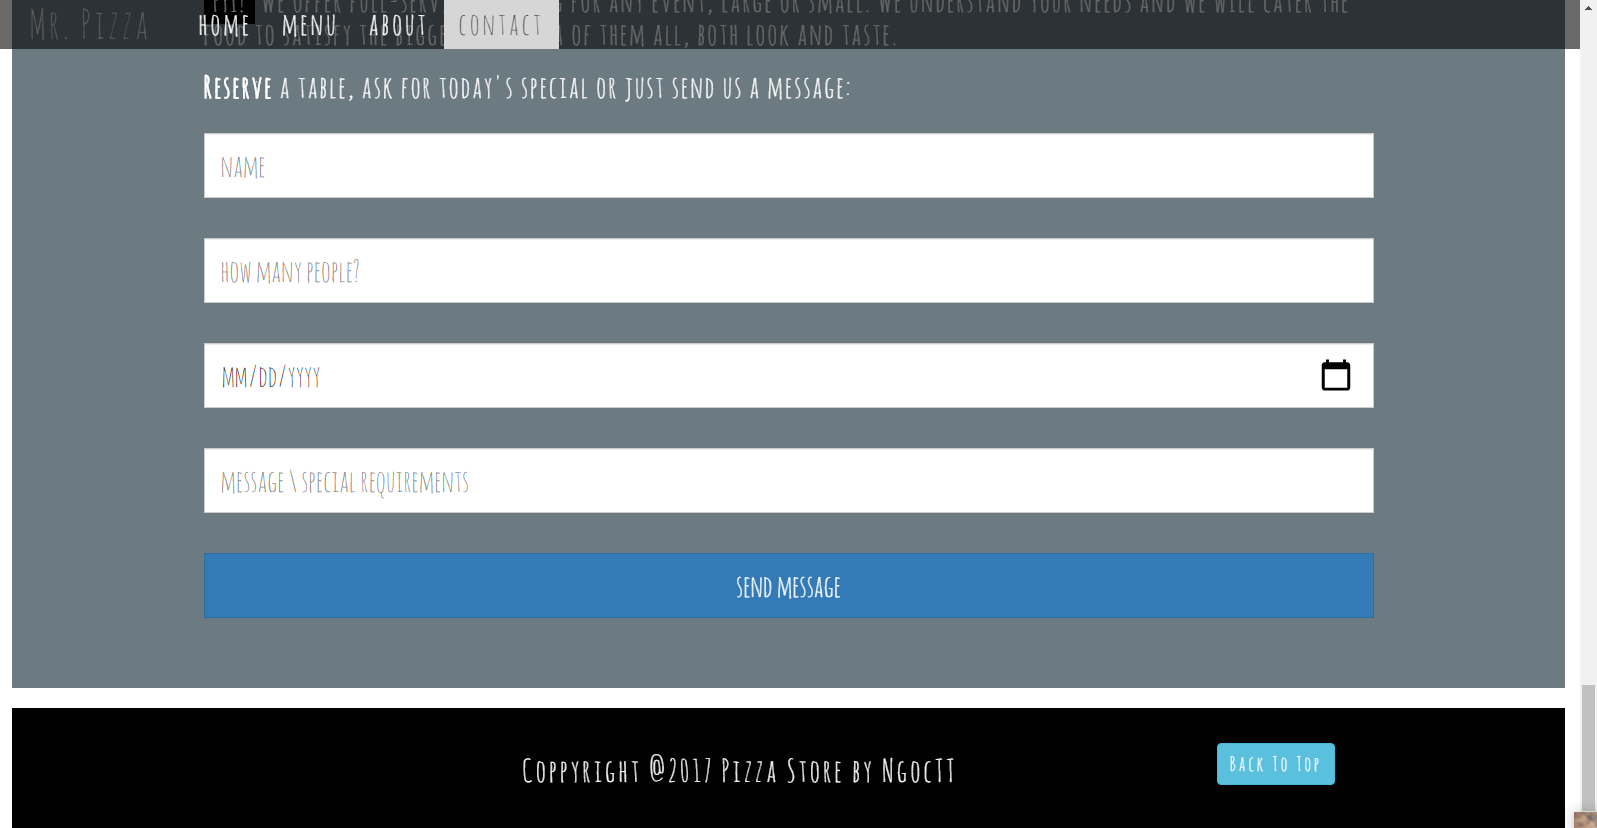 Mr. Pizza HOME MENU ABOUT CONTACT
FYI! We offer full-serv for any event, large or small. We understand your needs and we will cater the
food to satisfy the bigge of them all, both look and taste.
Reserve a table, ask for today's special or just send us a message:
Name
How many people?
mm/dd/yyyy
Message \ Special requirements
SEND MESSAGE
Coppyright @2017 Pizza Store by NgocTT
Back To Top